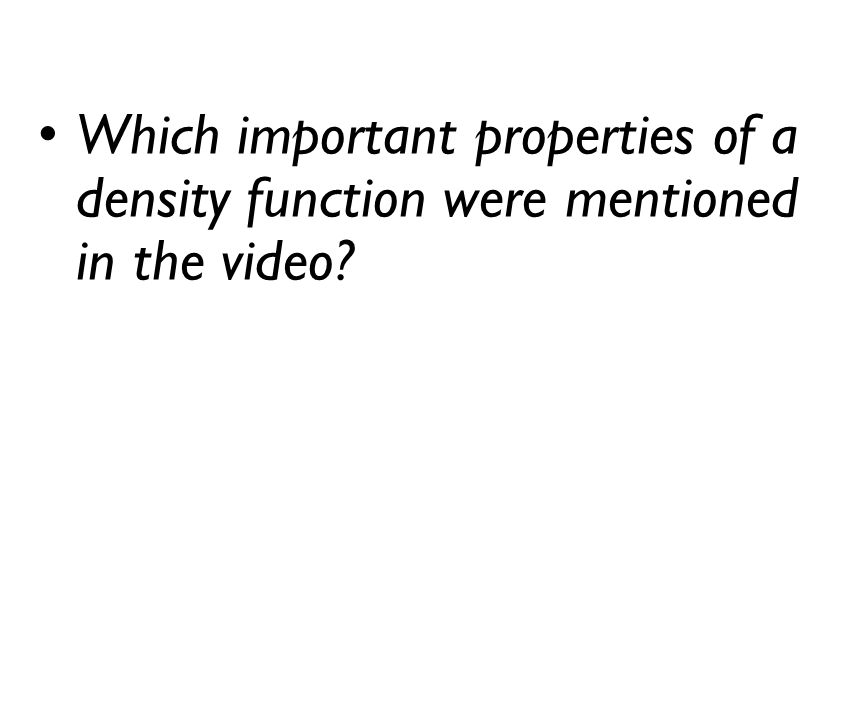 • Which important properties of a
density function were mentioned
in the video?